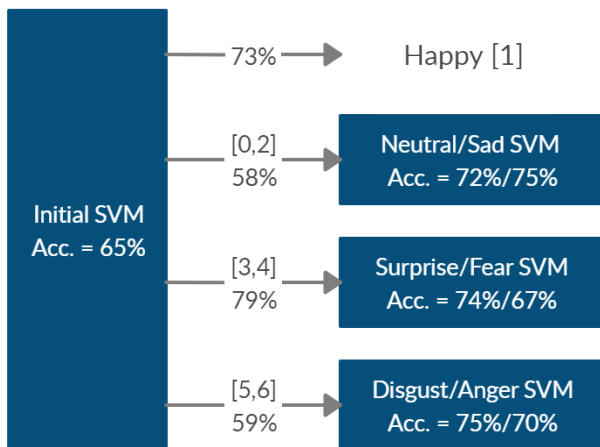 Initial SVM
Acc. = 65%
73%
Happy [1]
[0,2]
58%
Neutral/Sad SVM
Acc. = 72%/75%
[3,4]
79%
Surprise/Fear SVM
Acc. = 74%/67%
[5,6]
59%
Disgust/Anger SVM
Acc. = 75%/70%